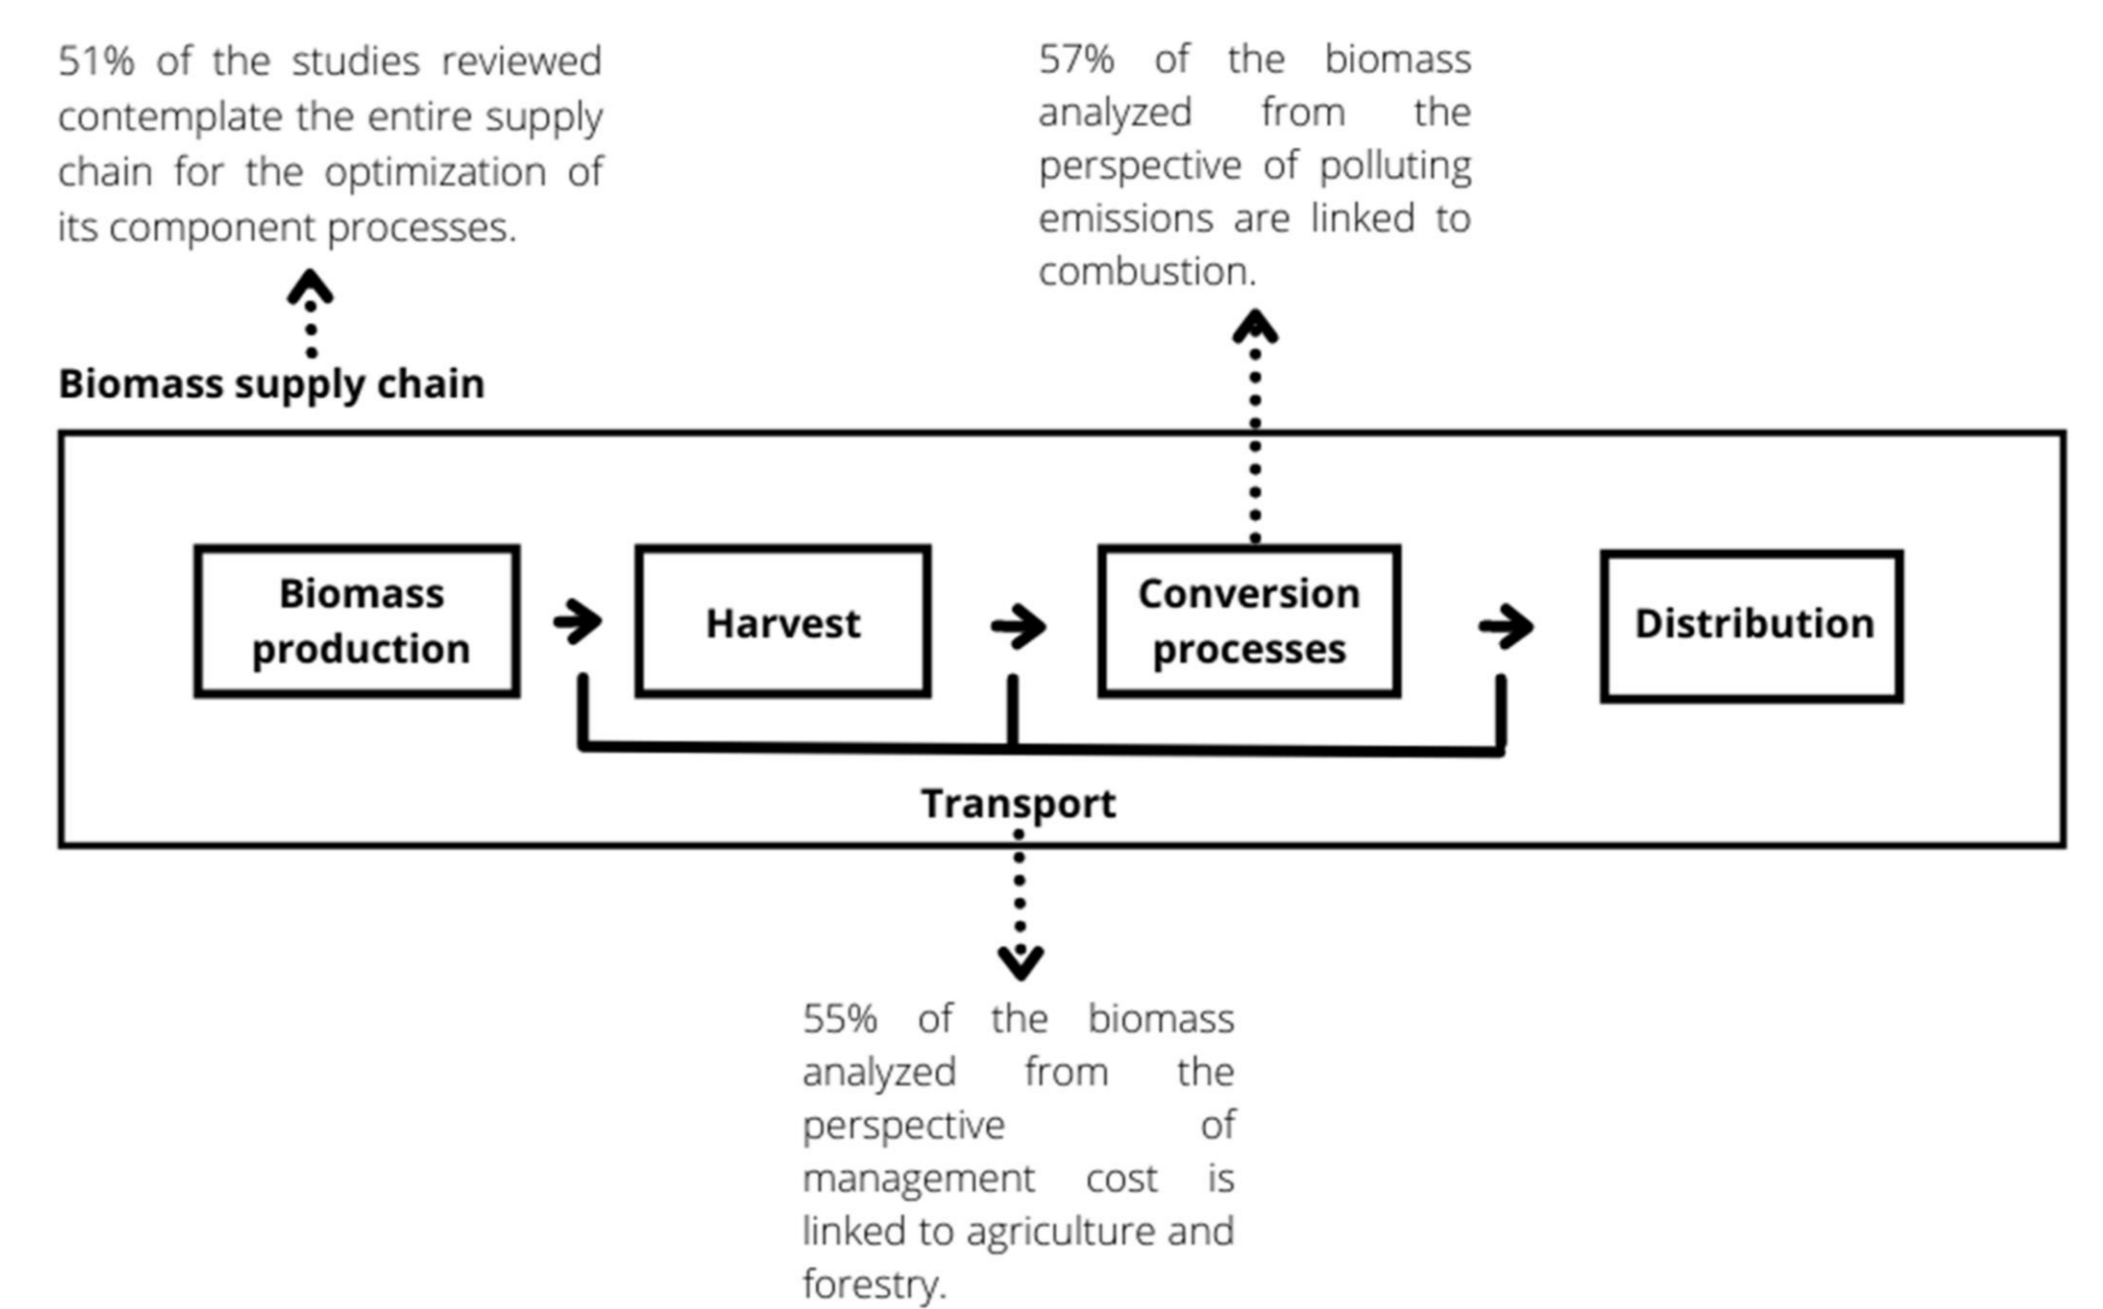 51% of the studies reviewed
contemplate the entire supply
chain for the optimization of
its component processes.
57% of the biomass
analyzed from the
perspective of polluting
emissions are linked to
combustion.
Biomass supply chain
Biomass
production
Harvest
Conversion
processes
Distribution
Transport
55% of the biomass
analyzed from the
perspective of
management cost is
linked to agriculture and
forestry.